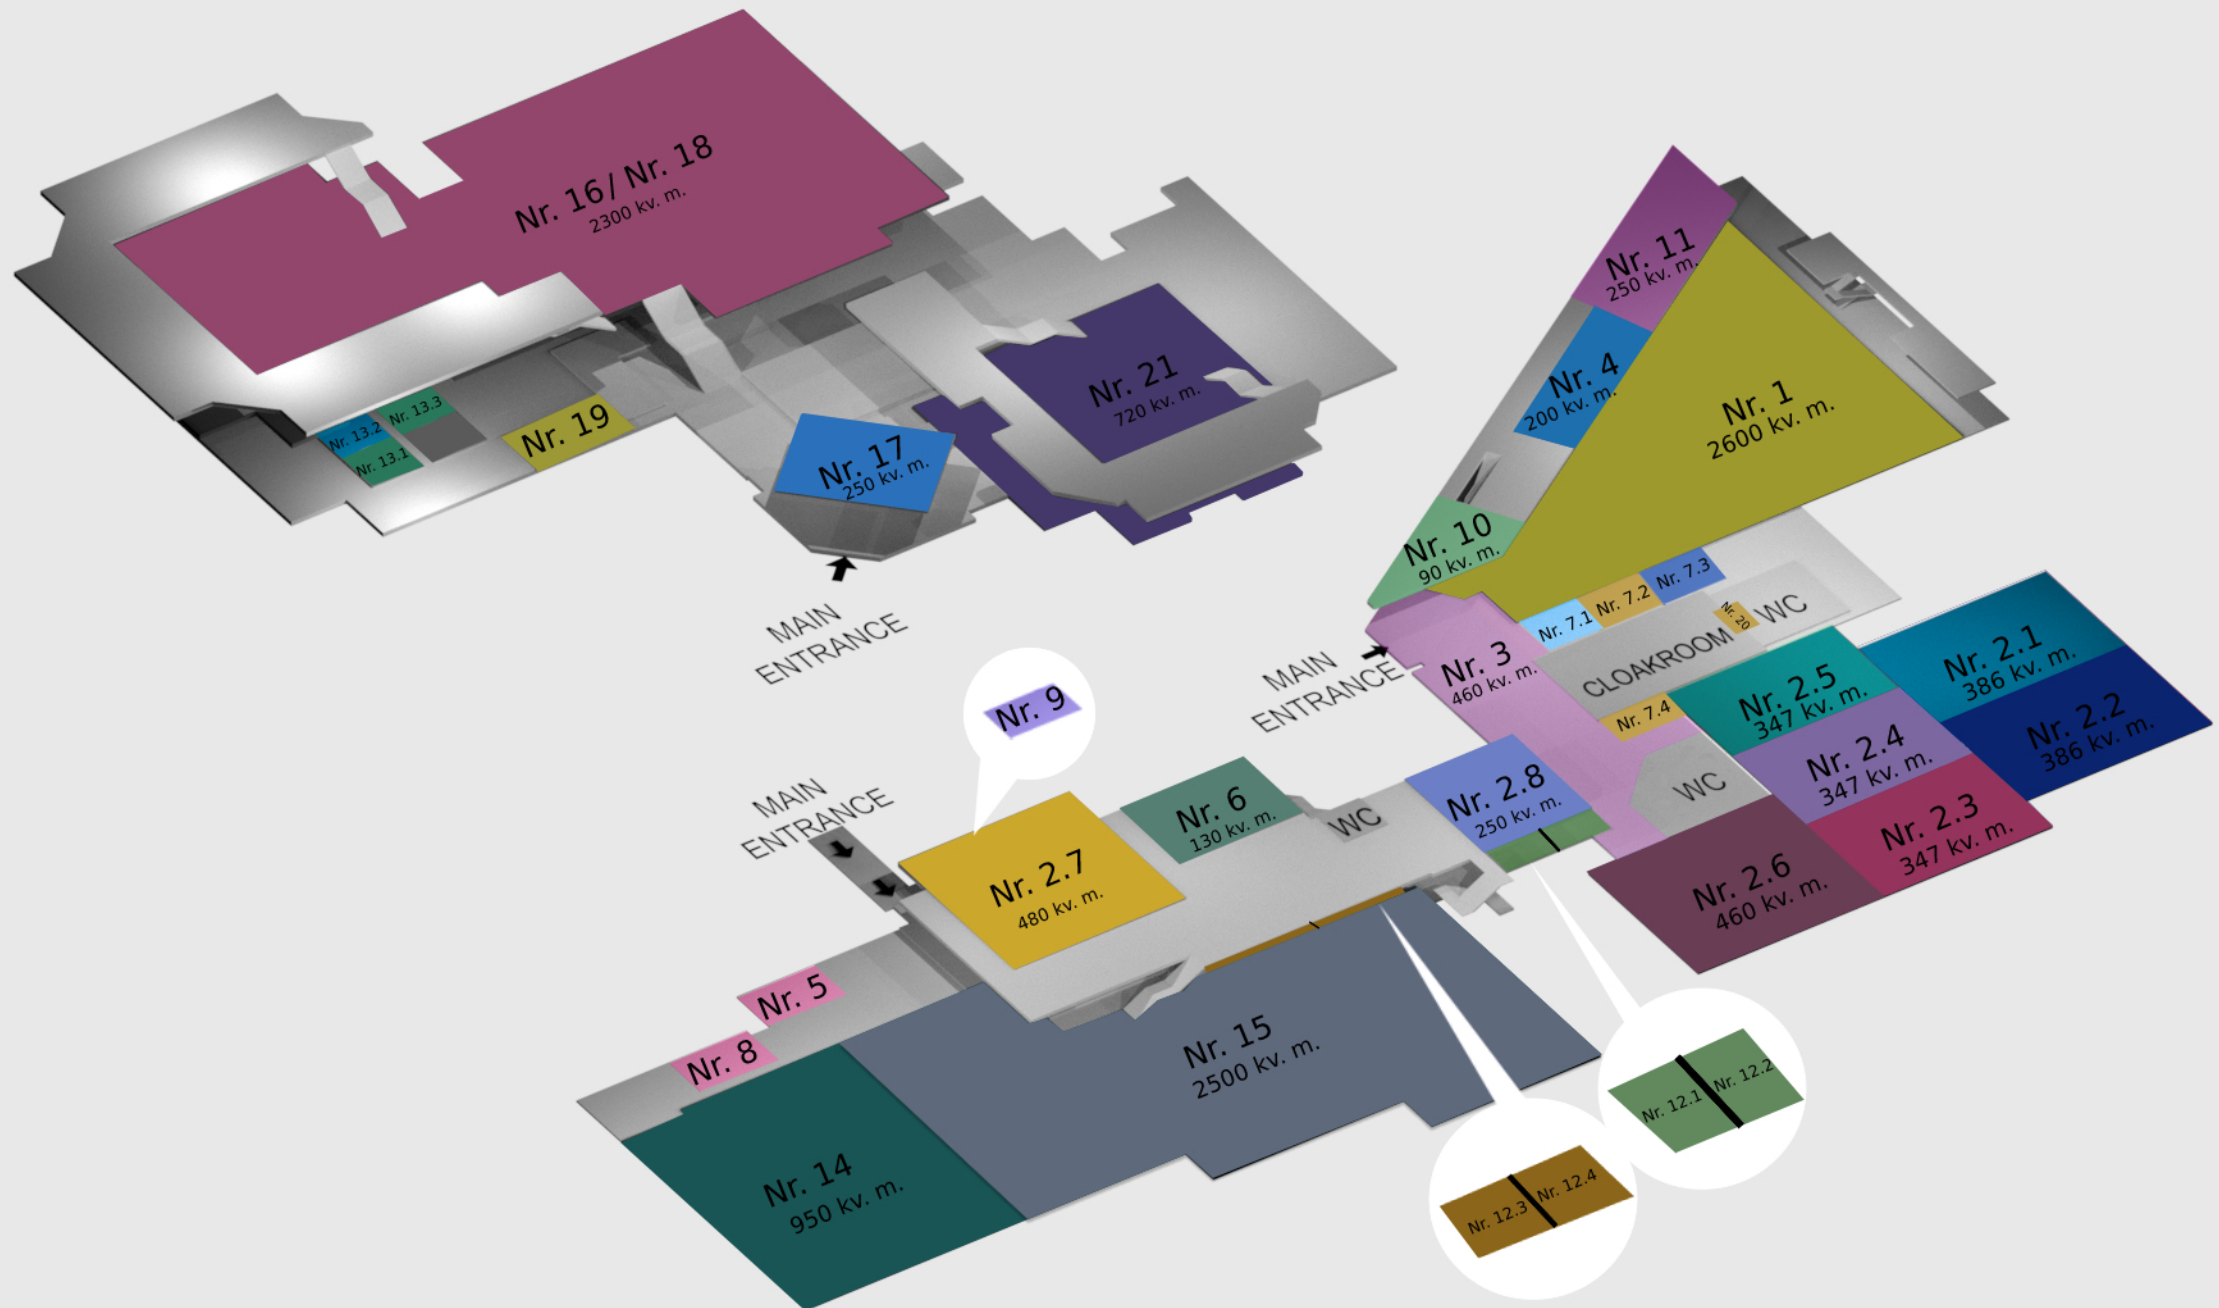 Nr. 16/ Nr. 18
2300 kv. m.
Nr. 13.3
Nr. 13.2
Nr. 13.1
Nr. 19
Nr. 17
250 kv. m.
Nr. 21
720 kv. m.
MAIN
ENTRANCE
Nr. 11
250 kv. m.
Nr. 4
200 kv. m.
Nr. 1
2600 kv. m.
Nr. 10
90 kv. m.
Nr. 7.1
Nr. 7.2
Nr. 7.3
Nr. 20
WC
CLOAKROOM
Nr. 3
460 kv. m.
MAIN
ENTRANCE
Nr. 7.4
WC
Nr. 2.5
347 kv. m.
Nr. 2.1
386 kv. m.
Nr. 2.4
347 kv. m.
Nr. 2.2
386 kv. m.
Nr. 2.6
460 kv. m.
Nr. 2.3
347 kv. m.
Nr. 9
MAIN
ENTRANCE
Nr. 2.7
480 kv. m.
Nr. 6
130 kv. m.
WC
Nr. 2.8
250 kv. m.
Nr. 5
Nr. 8
Nr. 15
2500 kv. m.
Nr. 14
950 kv. m.
Nr. 12.1
Nr. 12.2
Nr. 12.3
Nr. 12.4